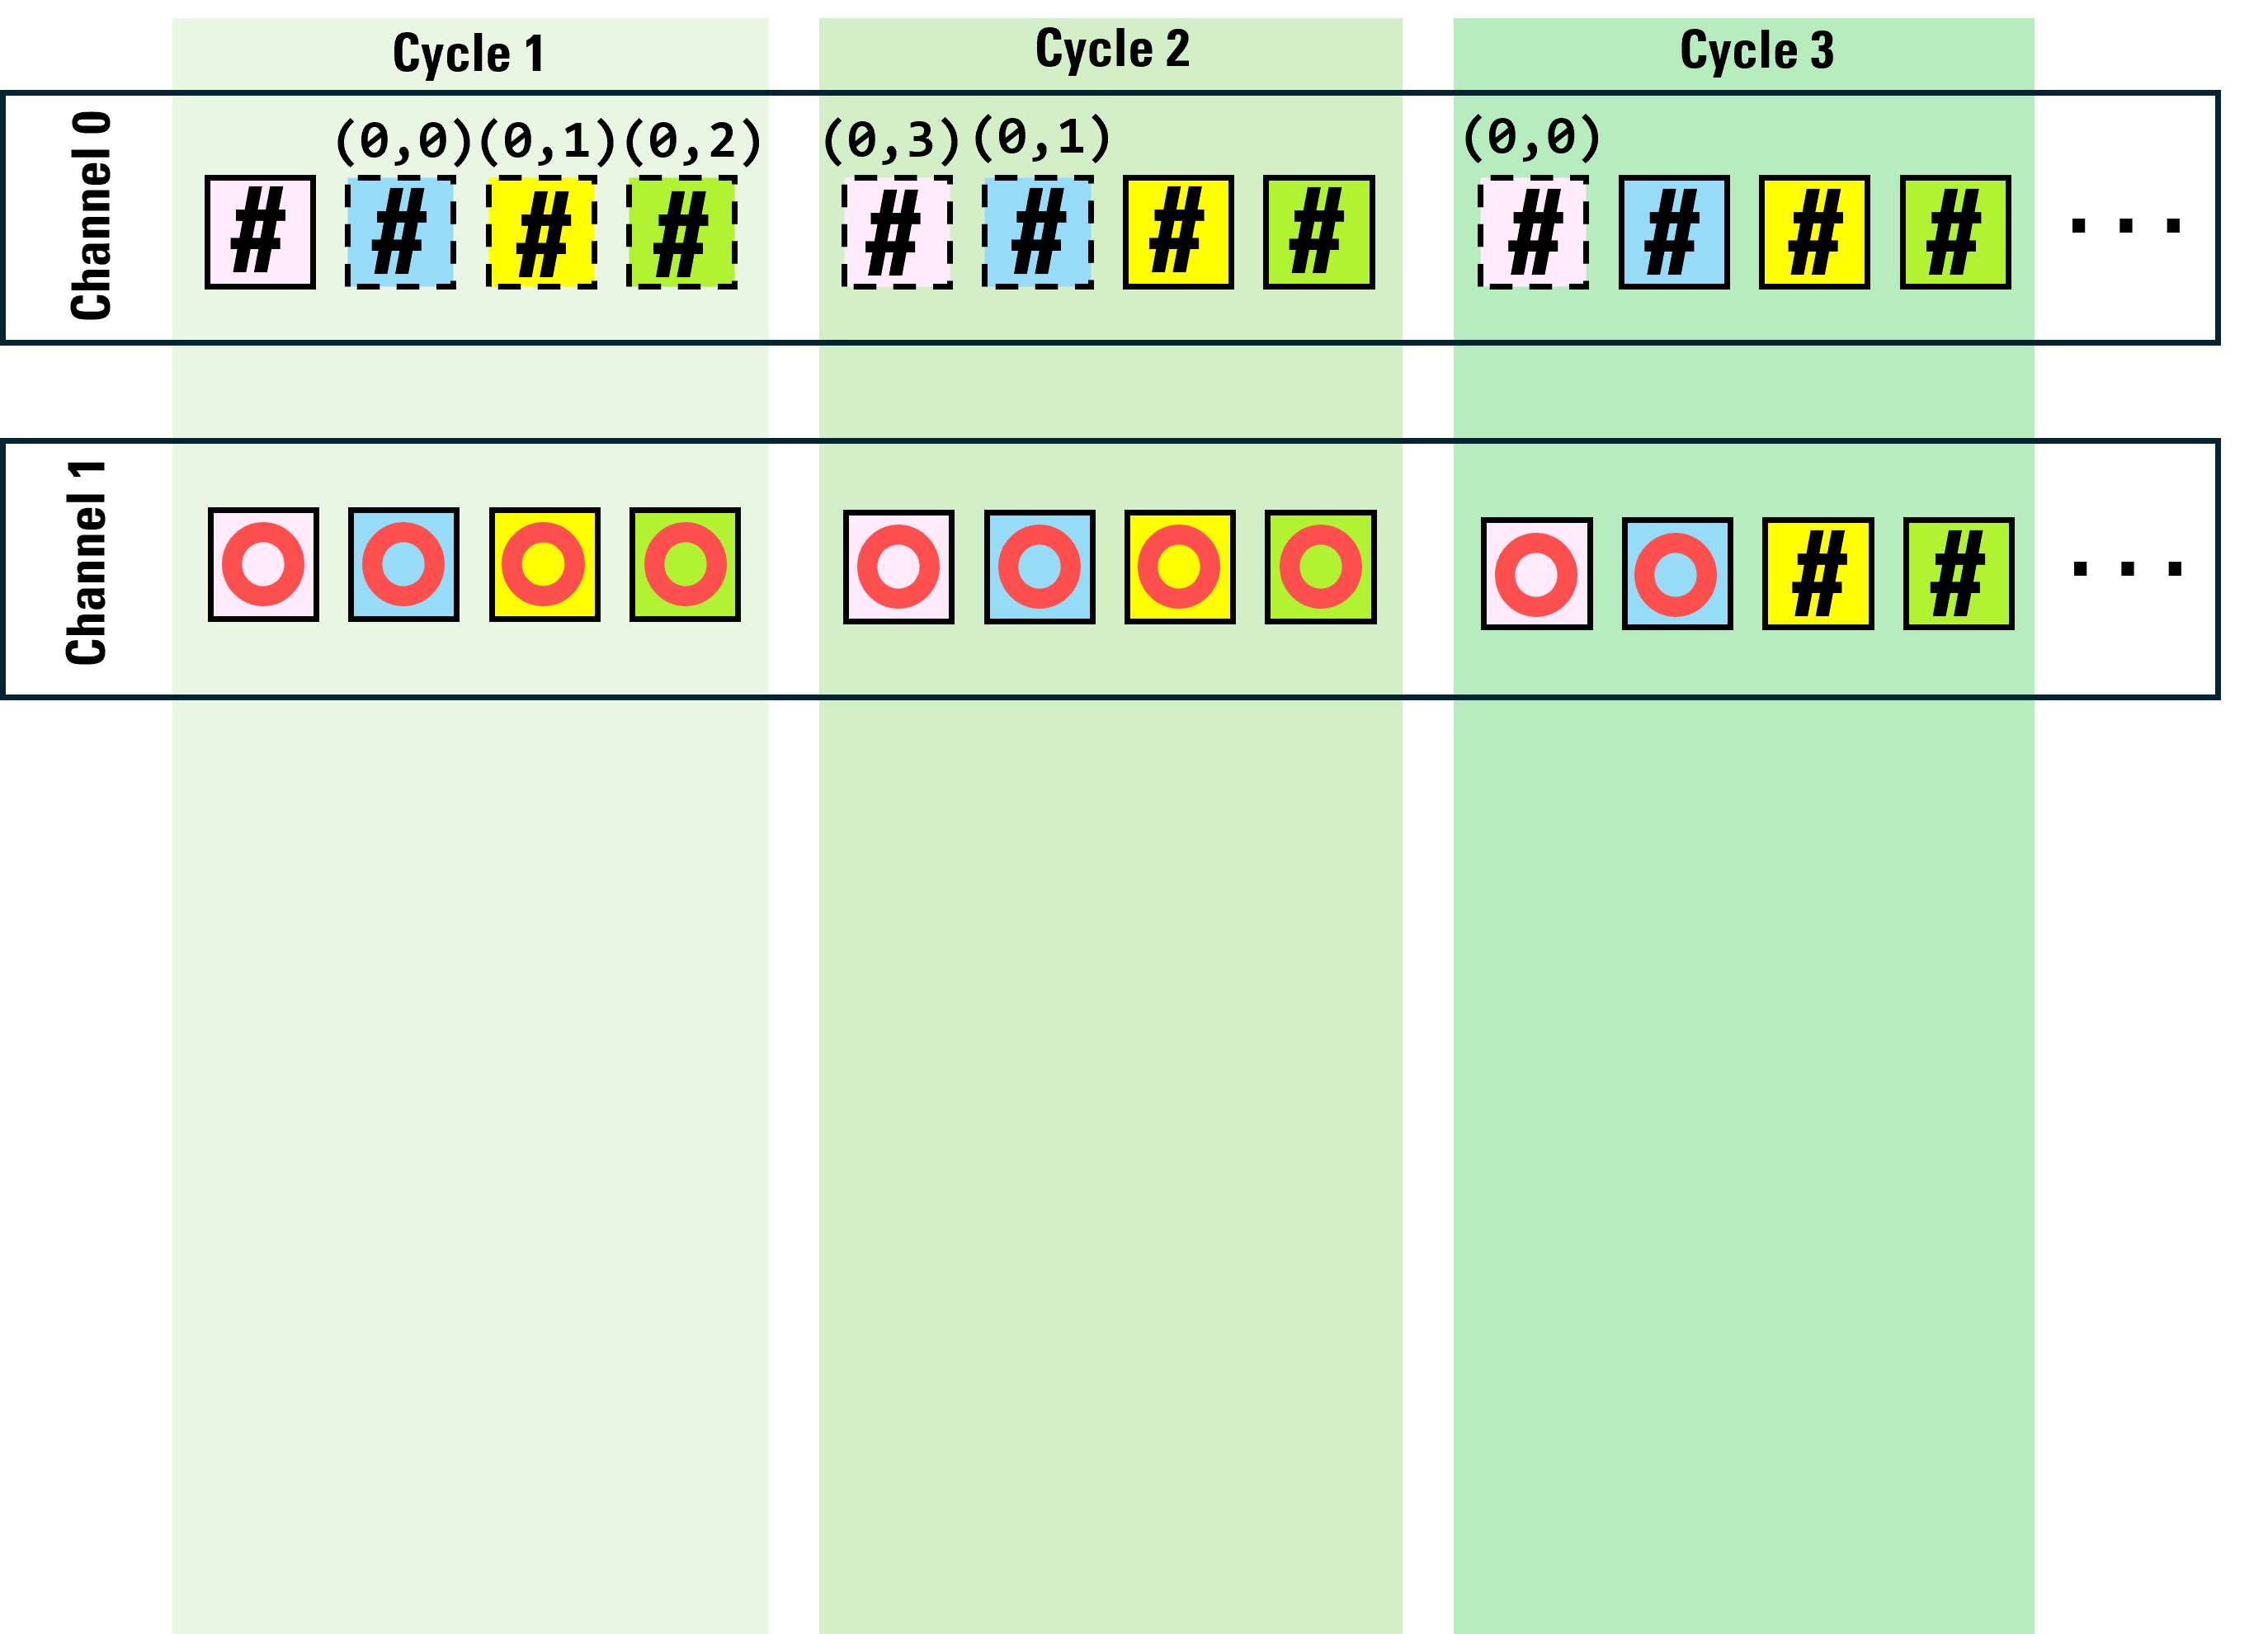 Cycle 1 Cycle 2 Cycle 3
Channel 0
(0,0) (0,1) (0,2) (0,3) (0,1) (0,0)
# # # # # # # # # # # # ...
Channel 1
# # ...